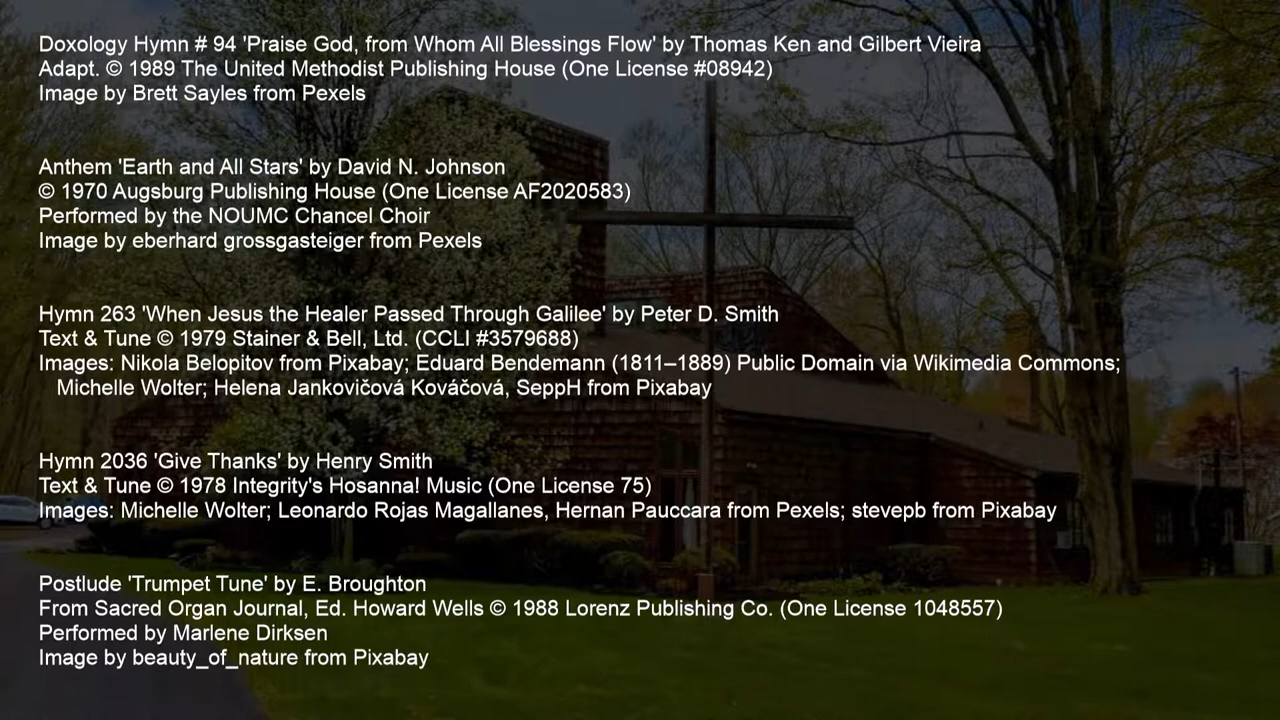 Doxology Hymn # 94 'Praise God, from Whom All Blessings Flow' by Thomas Ken and Gilbert Vieira
Adapt. © 1989 The United Methodist Publishing House (One License #08942)
Image by Brett Sayles from Pexels
Anthem 'Earth and All Stars' by David N. Johnson
© 1970 Augsburg Publishing House (One License AF2020583)
Performed by the NOUMC Chancel Choir
Image by eberhard grossgasteiger from Pexels
Hymn 263 'When Jesus the Healer Passed Through Galilee' by Peter D. Smith
Text & Tune © 1979 Stainer & Bell, Ltd. (CCLI #3579688)
Images: Nikola Belopitov from Pixabay; Eduard Bendemann (1811–1889) Public Domain via Wikimedia Commons;
Michelle Wolter; Helena Jankovičová Kováčová, SeppH from Pixabay
Hymn 2036 'Give Thanks' by Henry Smith
Text & Tune © 1978 Integrity's Hosanna! Music (One License 75)
Images: Michelle Wolter; Leonardo Rojas Magallanes, Hernan Pauccara from Pexels; stevepb from Pixabay
Postlude 'Trumpet Tune' by E. Broughton
From Sacred Organ Journal, Ed. Howard Wells © 1988 Lorenz Publishing Co. (One License 1048557)
Performed by Marlene Dirksen
Image by beauty_of_nature from Pixabay